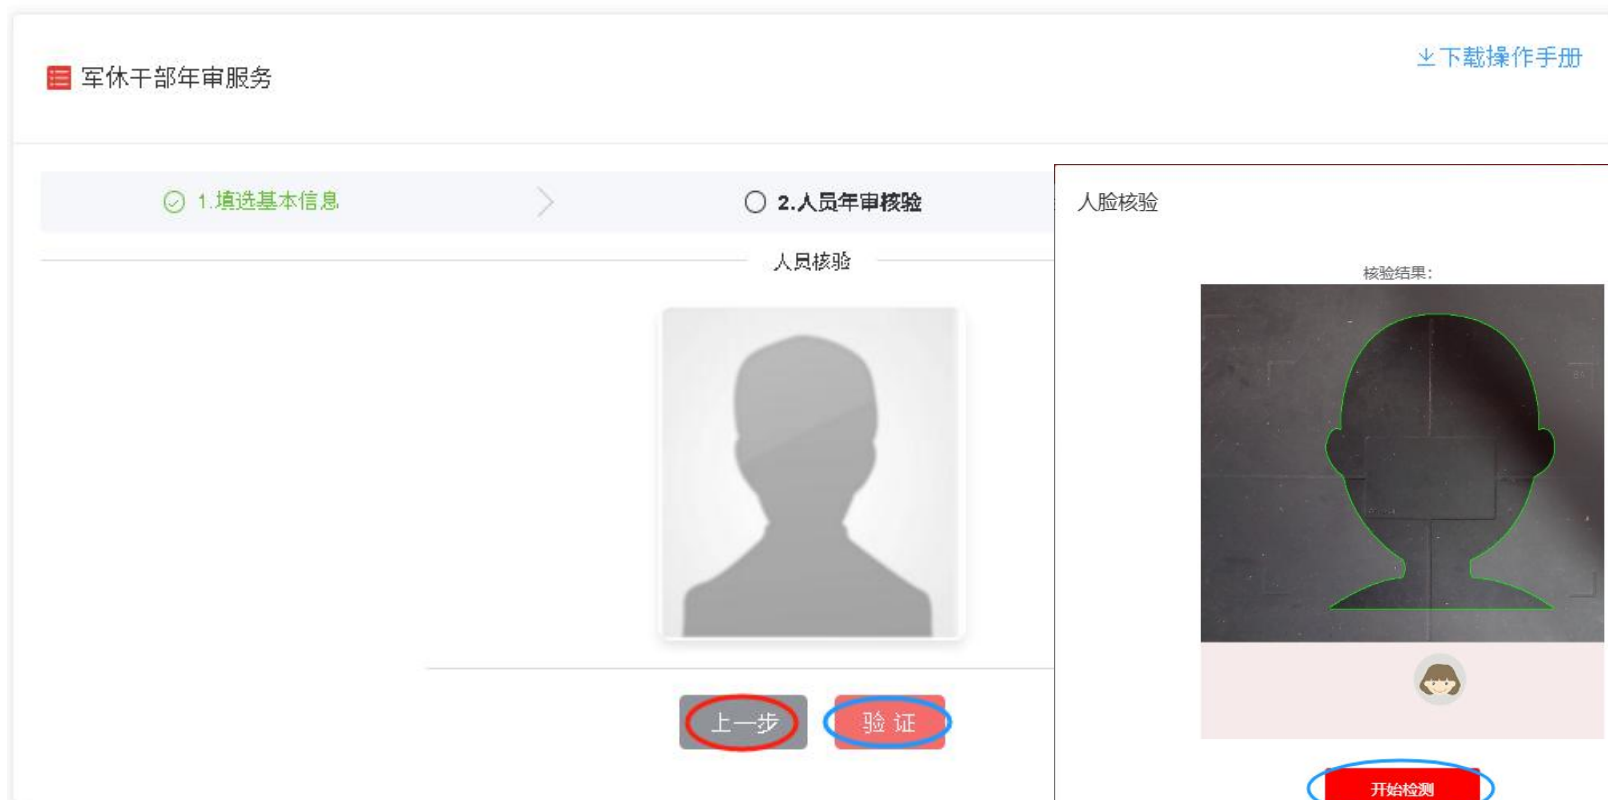 军休干部年审服务
下载操作手册
1.填选基本信息
2.人员年审核验
人员核验
上一步
验 证
人脸核验
核验结果：
开始检测